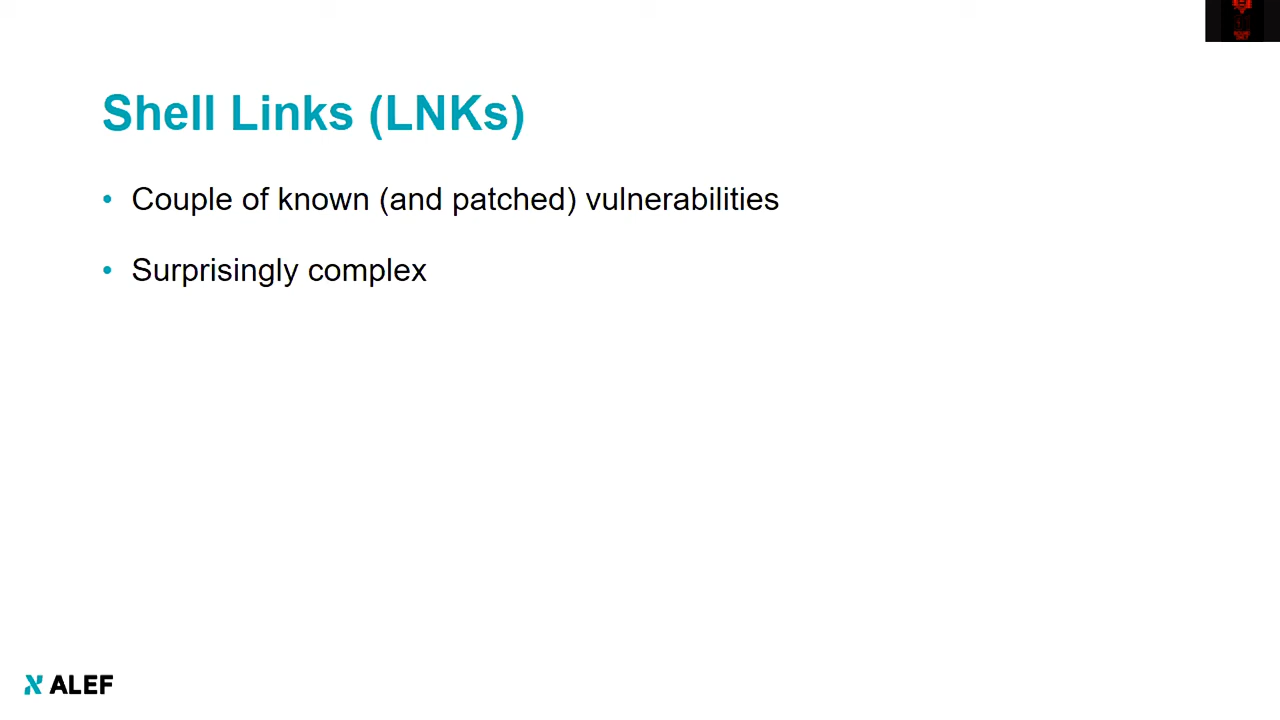 Shell Links (LNKs)
• Couple of known (and patched) vulnerabilities
• Surprisingly complex
ALEF